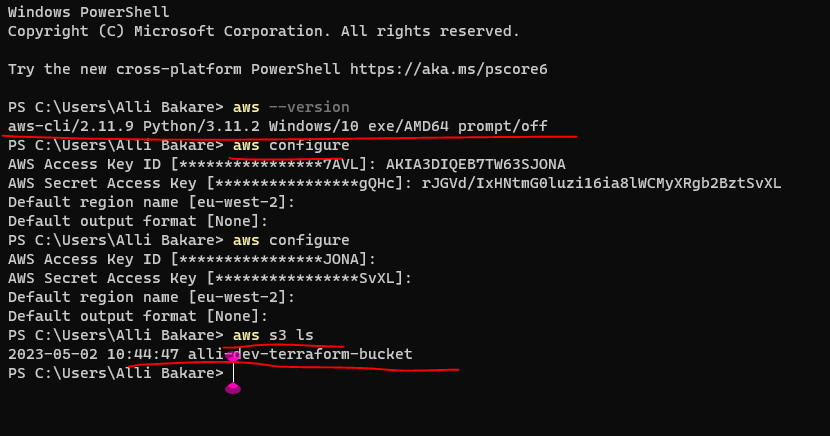 Windows PowerShell
Copyright (C) Microsoft Corporation. All rights reserved.
Try the new cross-platform PowerShell https://aka.ms/pscore6
PS C:\Users\Alli Bakare> aws --version
aws-cli/2.11.9 Python/3.11.2 Windows/10 exe/AMD64 prompt/off
PS C:\Users\Alli Bakare> aws configure
AWS Access Key ID [****************7AVL]: AKIA3DIQEB7TW63SJONA
AWS Secret Access Key [****************gQHc]: 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
Default region name [eu-west-2]:
Default output format [None]:
PS C:\Users\Alli Bakare> aws configure
AWS Access Key ID [****************JONA]:
AWS Secret Access Key [****************SvXL]:
Default region name [eu-west-2]:
Default output format [None]:
PS C:\Users\Alli Bakare> aws s3 ls
2023-05-02 10:44:47 alli-dev-terraform-bucket
PS C:\Users\Alli Bakare>